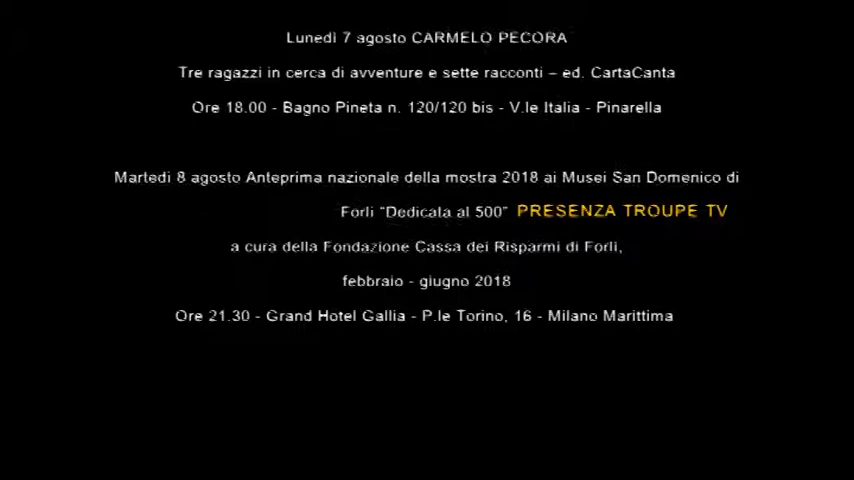 Lunedì 7 agosto CARMELO PECORA
Tre ragazzi in cerca di avventure e sette racconti – ed. CartaCanta
Ore 18.00 - Bagno Pineta n. 120/120 bis - V.le Italia - Pinarella
Martedì 8 agosto Anteprima nazionale della mostra 2018 ai Musei San Domenico di
Forlì "Dedicata al 500" PRESENZA TROUPE TV
a cura della Fondazione Cassa dei Risparmi di Forlì,
febbraio - giugno 2018
Ore 21.30 - Grand Hotel Gallia - P.le Torino, 16 - Milano Marittima